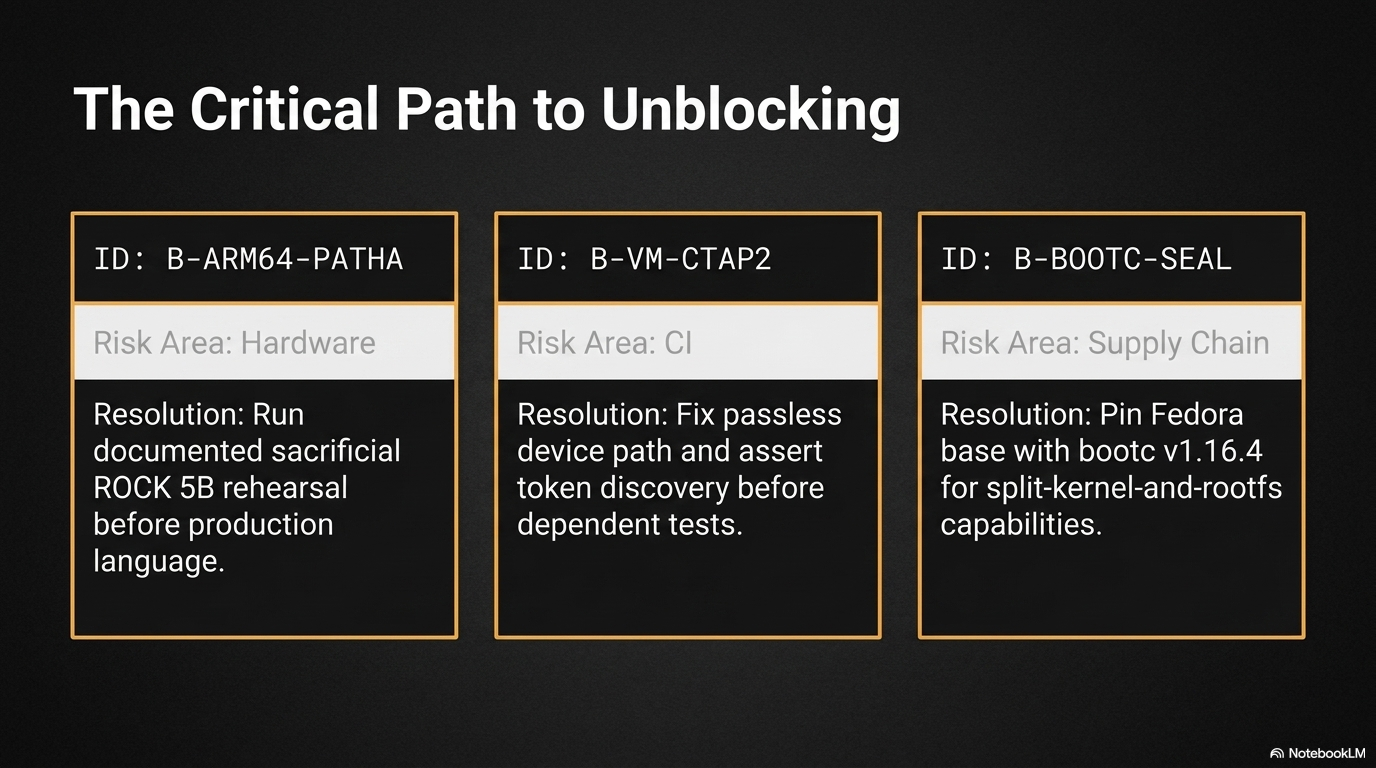 The Critical Path to Unblocking
ID: B-ARM64-PATHA
Risk Area: Hardware
Resolution: Run
documented sacrificial
ROCK 5B rehearsal
before production
language.
ID: B-VM-CTAP2
Risk Area: CI
Resolution: Fix passless
device path and assert
token discovery before
dependent tests.
ID: B-BOOTC-SEAL
Risk Area: Supply Chain
Resolution: Pin Fedora
base with bootc v1.16.4
for split-kernel-and-rootfs
capabilities.
NotebookLM